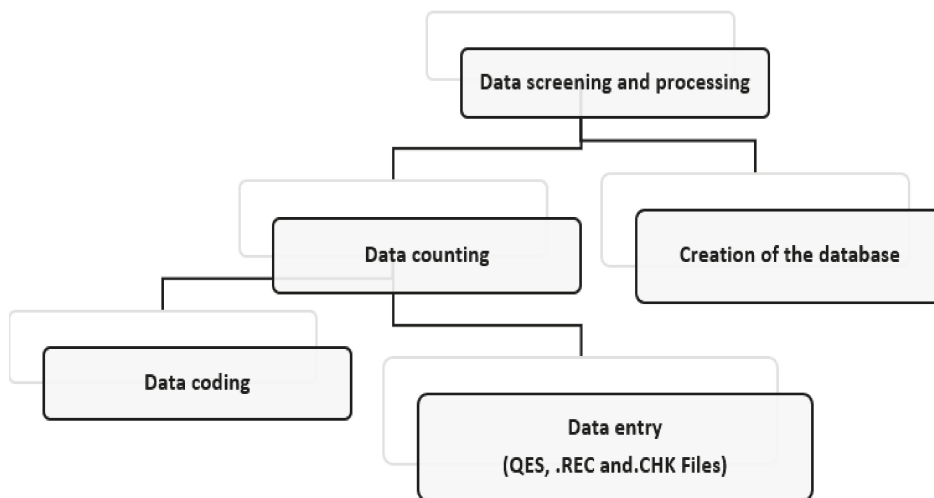 Data screening and processing
Data counting
Creation of the database
Data coding
Data entry
(QES, .REC and.CHK Files)